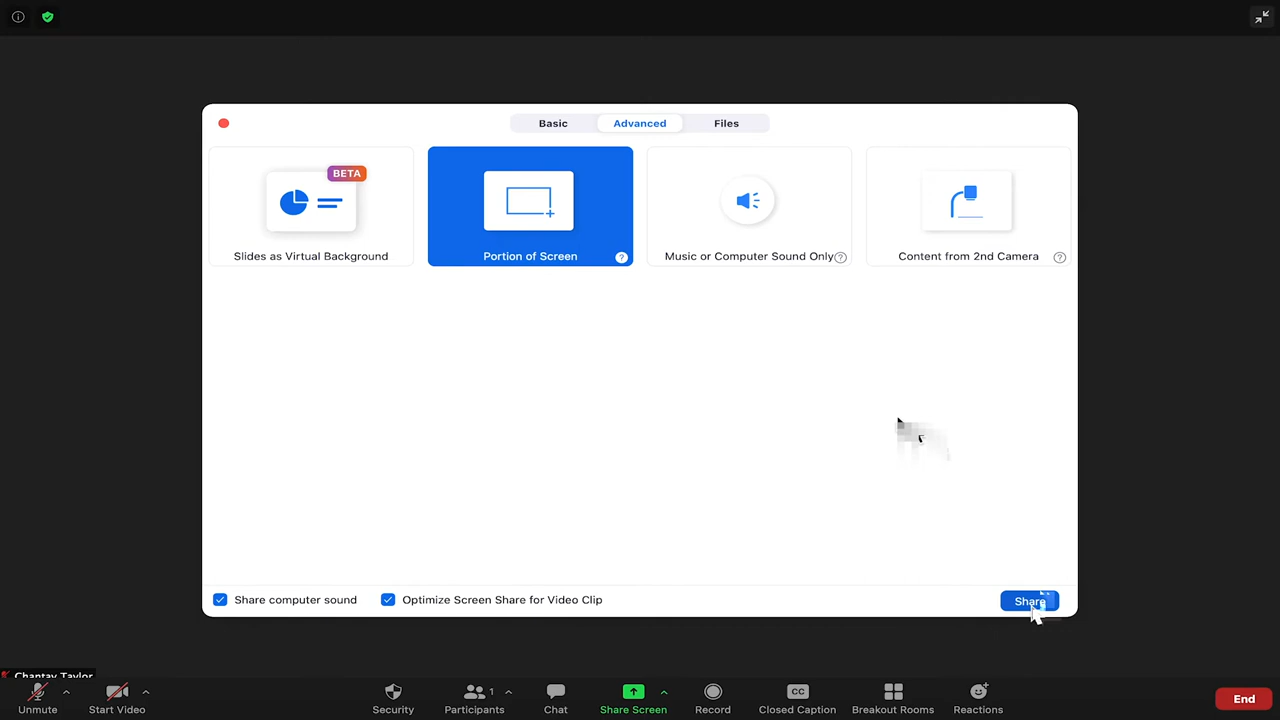 Basic
Advanced
Files
BETA
Slides as Virtual Background
Portion of Screen
?
Music or Computer Sound Only
?
Content from 2nd Camera
?
Share computer sound
Optimize Screen Share for Video Clip
Share
Chantay Taylor
Unmute
Start Video
Security
1
Participants
Chat
Share Screen
Record
CC
Closed Caption
Breakout Rooms
Reactions
End